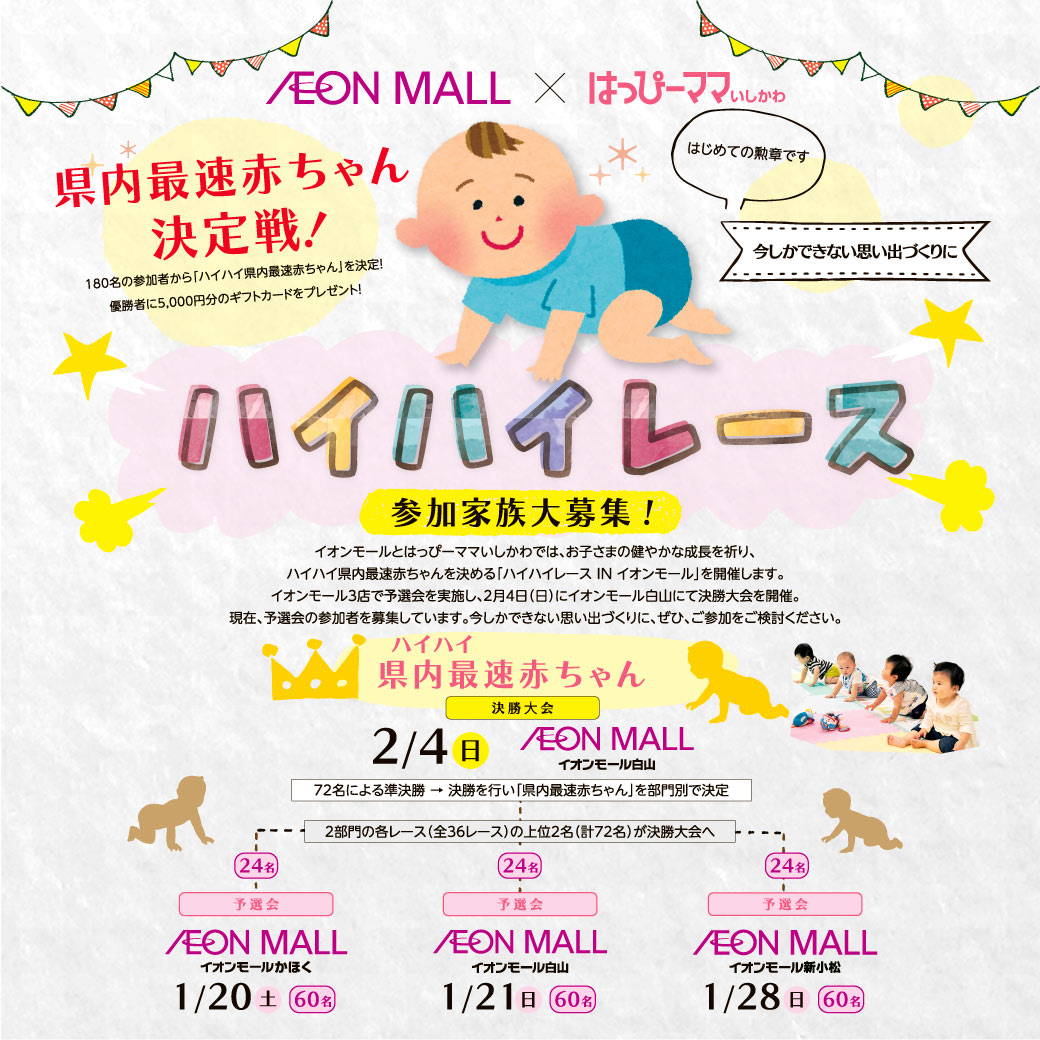 ÆON MALL × はっぴーママいしかわ
県内最速赤ちゃん
決定戦！
180名の参加者から「ハイハイ県内最速赤ちゃん」を決定！
優勝者に5,000円分のギフトカードをプレゼント！
はじめての勲章です
今しかできない思い出づくりに
ハイハイレース
参加家族大募集！
イオンモールとはっぴーママいしかわでは、お子さまの健やかな成長を祈り、
ハイハイ県内最速赤ちゃんを決める「ハイハイレース IN イオンモール」を開催します。
イオンモール3店で予選会を実施し、2月4日（日）にイオンモール白山にて決勝大会を開催。
現在、予選会の参加者を募集しています。今しかできない思い出づくりに、ぜひ、ご参加をご検討ください。
ハイハイ
県内最速赤ちゃん
決勝大会
2/4 日 ÆON MALL
イオンモール白山
72名による準決勝 → 決勝を行い「県内最速赤ちゃん」を部門別で決定
2部門の各レース（全36レース）の上位2名（計72名）が決勝大会へ
24名 24名 24名
予選会 予選会 予選会
ÆON MALL ÆON MALL ÆON MALL
イオンモールかほく イオンモール白山 イオンモール新小松
1/20 土 60名 1/21 日 60名 1/28 日 60名